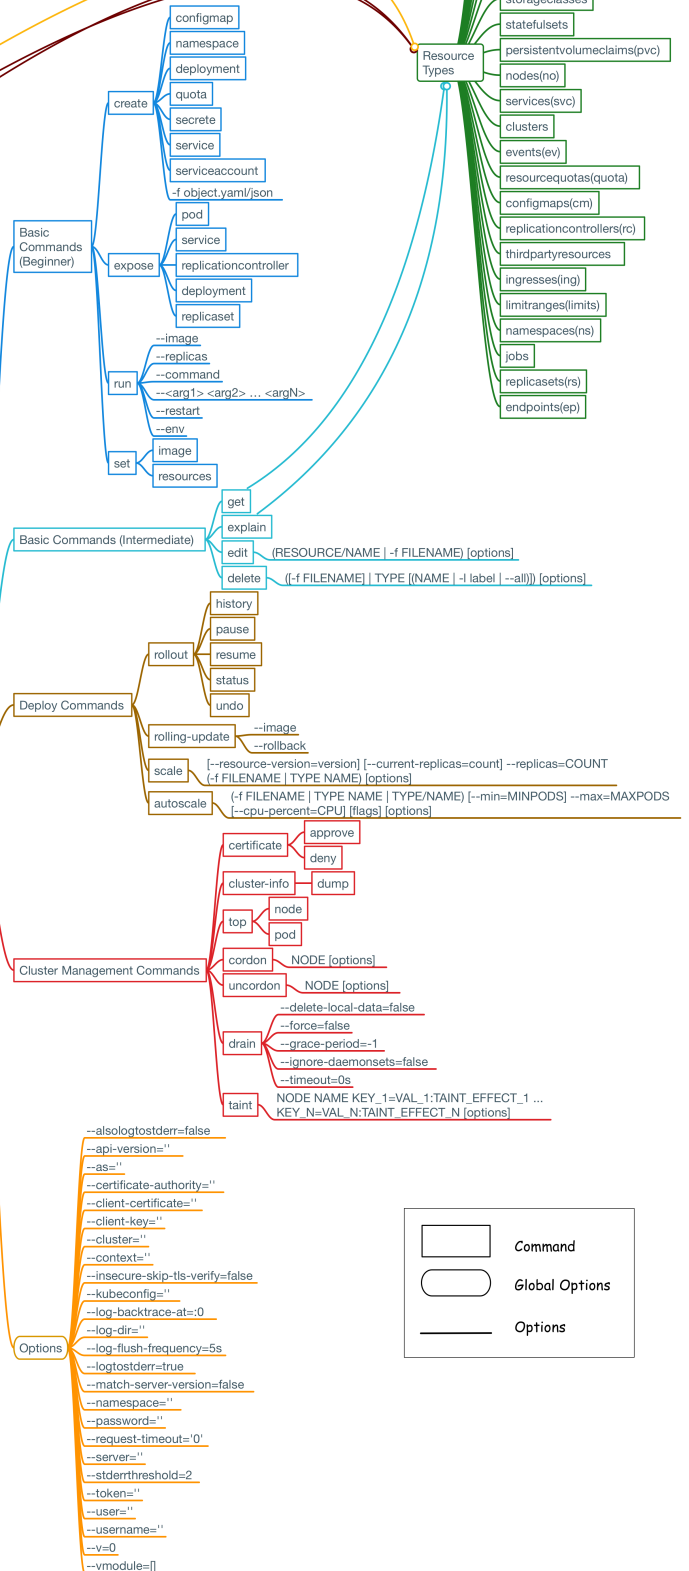 storageclasses
statefulsets
persistentvolumeclaims(pvc)
nodes(no)
services(svc)
clusters
events(ev)
resourcequotas(quota)
configmaps(cm)
replicationcontrollers(rc)
thirdpartyresources
ingresses(ing)
limitranges(limits)
namespaces(ns)
jobs
replicasets(rs)
endpoints(ep)
Resource
Types
Basic
Commands
(Beginner)
create
configmap
namespace
deployment
quota
secrete
service
serviceaccount
-f object.yaml/json
expose
pod
service
replicationcontroller
deployment
replicaset
run
--image
--replicas
--command
--<arg1> <arg2> ... <argN>
--restart
--env
set
image
resources
Basic Commands (Intermediate)
get
explain
edit
(RESOURCE/NAME | -f FILENAME) [options]
delete
([-f FILENAME] | TYPE [(NAME | -l label | --all)]) [options]
Deploy Commands
rollout
history
pause
resume
status
undo
rolling-update
--image
--rollback
scale
[--resource-version=version] [--current-replicas=count] --replicas=COUNT
(-f FILENAME | TYPE NAME) [options]
autoscale
(-f FILENAME | TYPE NAME | TYPE/NAME) [--min=MINPODS] --max=MAXPODS
[--cpu-percent=CPU] [flags] [options]
Cluster Management Commands
certificate
approve
deny
cluster-info
dump
top
node
pod
cordon
NODE [options]
uncordon
NODE [options]
drain
--delete-local-data=false
--force=false
--grace-period=-1
--ignore-daemonsets=false
--timeout=0s
taint
NODE NAME KEY_1=VAL_1:TAINT_EFFECT_1 ...
KEY_N=VAL_N:TAINT_EFFECT_N [options]
Options
--alsologtostderr=false
--api-version=''
--as=''
--certificate-authority=''
--client-certificate=''
--client-key=''
--cluster=''
--context=''
--insecure-skip-tls-verify=false
--kubeconfig=''
--log-backtrace-at=:0
--log-dir=''
--log-flush-frequency=5s
--logtostderr=true
--match-server-version=false
--namespace=''
--password=''
--request-timeout='0'
--server=''
--stderrthreshold=2
--token=''
--user=''
--username=''
--v=0
--vmodule=[]
Command
Global Options
Options